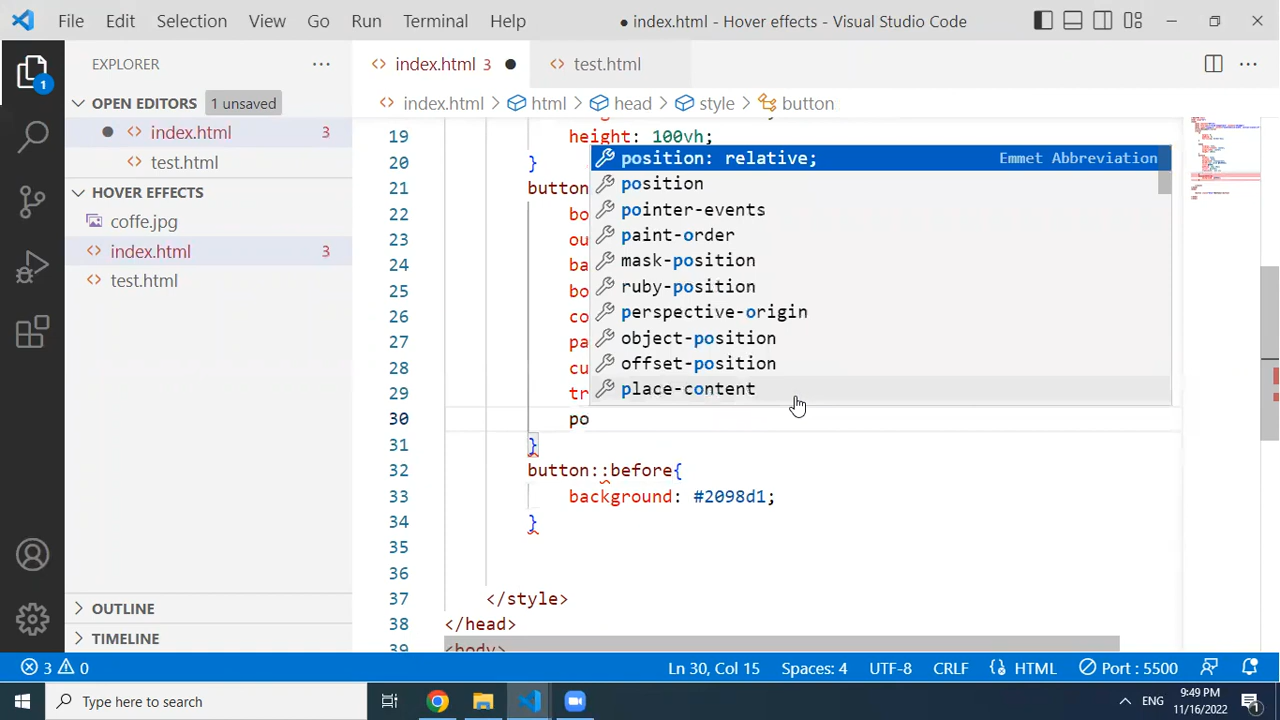 File Edit Selection View Go Run Terminal Help ● index.html - Hover effects - Visual Studio Code
EXPLORER ...
index.html 3 ●
test.html
OPEN EDITORS 1 unsaved
index.html > html > head > style > button
● index.html 3
test.html
HOVER EFFECTS
coffe.jpg
index.html 3
test.html
OUTLINE
TIMELINE
1
19 height: 100vh;
20 }
21 button
22 bo
23 ou
24 ba
25 bo
26 co
27 pa
28 cu
29 tr
30 po
31 }
32 button::before{
33 background: #2098d1;
34 }
35
36
37 </style>
38 </head>
39 <body>
position: relative; Emmet Abbreviation
position
pointer-events
paint-order
mask-position
ruby-position
perspective-origin
object-position
offset-position
place-content
3 0 Ln 30, Col 15 Spaces: 4 UTF-8 CRLF HTML Port : 5500
Type here to search
ENG 9:49 PM
11/16/2022 1